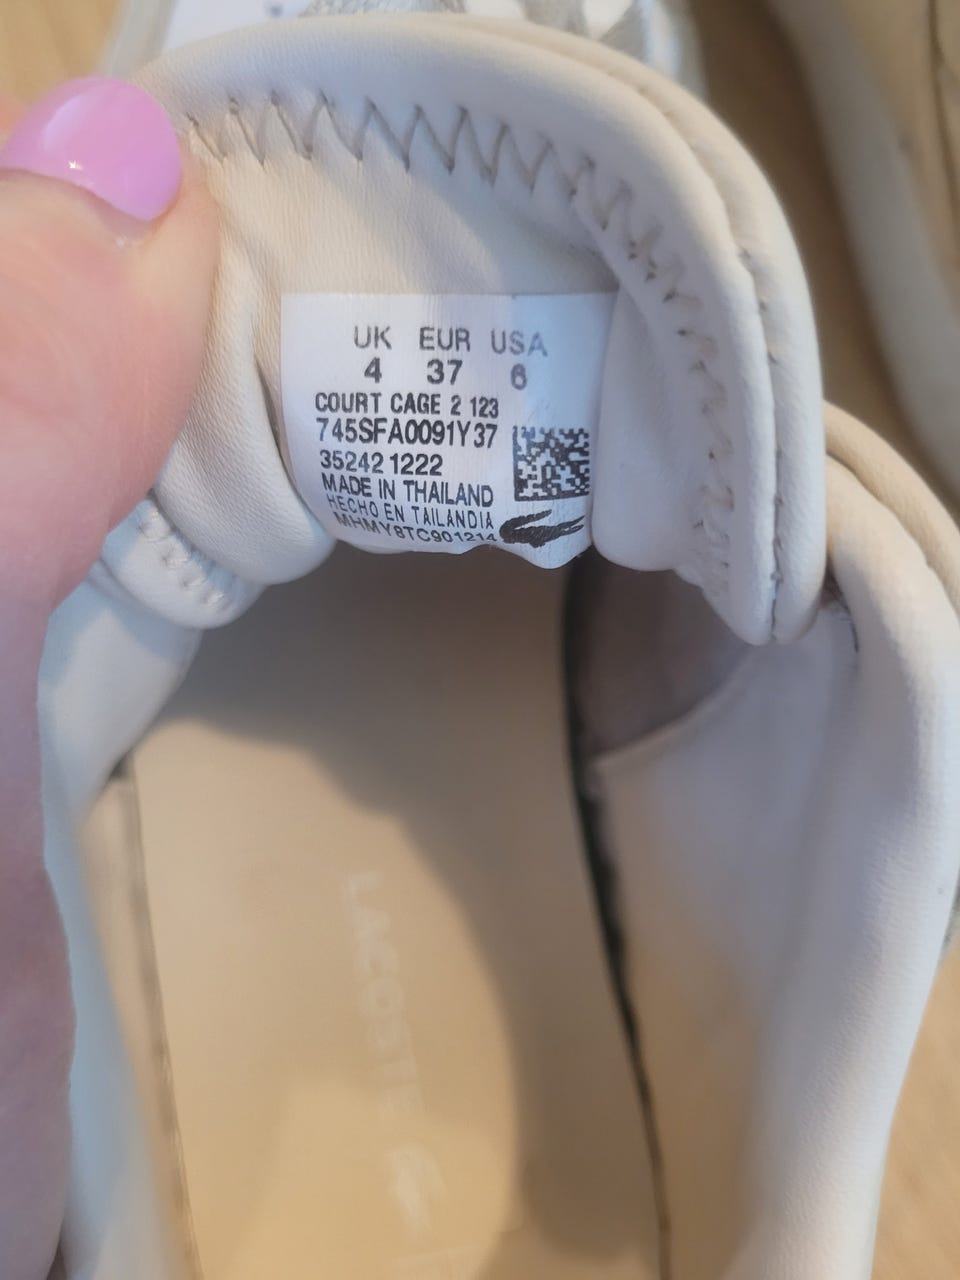 UK EUR USA
4 37 6
COURT CAGE 2 123
745SFA0091Y37
35242 1222
MADE IN THAILAND
HECHO EN TAILANDIA
MHMY8TC901214
LACOSTE